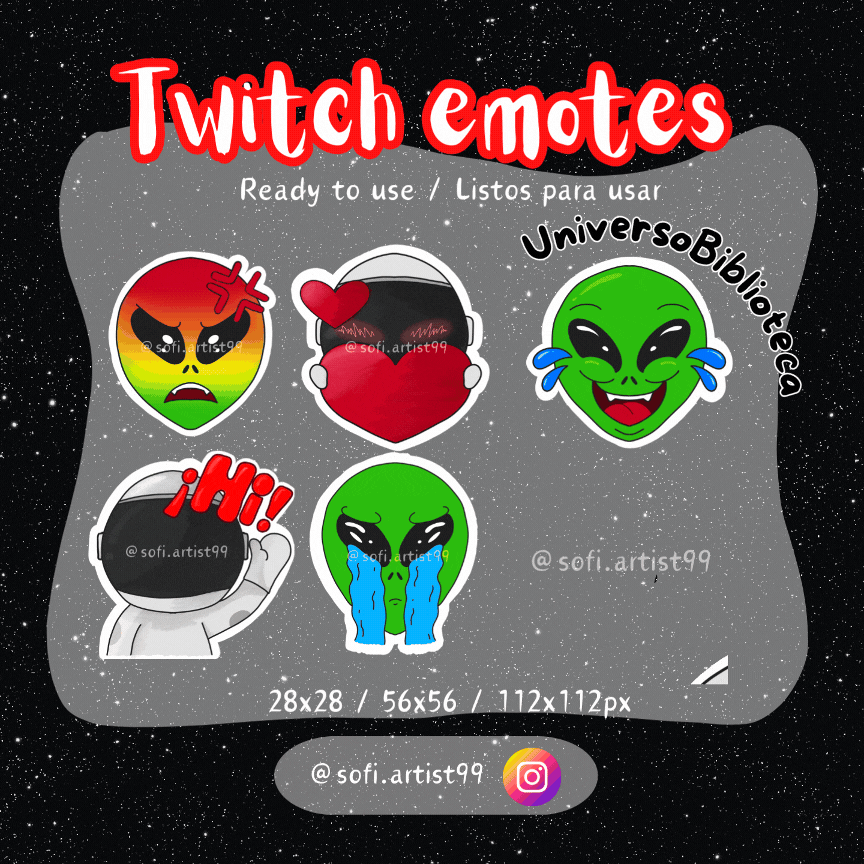 Twitch emotes
Ready to use / Listos para usar
UniversoBiblioteca
@sofi.artist99
@sofi.artist99
¡Hi!
@sofi.artist99
@sofi.artist99
@sofi.artist99
28x28 / 56x56 / 112x112px
@sofi.artist99